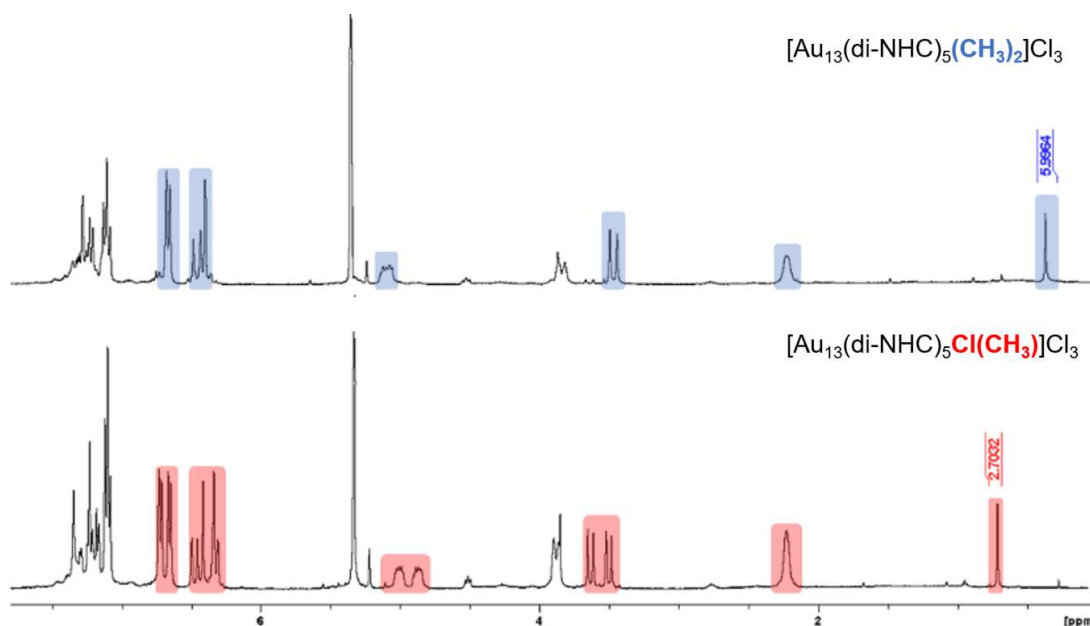 [Au₁₃(di-NHC)₅(CH₃)₂]Cl₃
5.9964
[Au₁₃(di-NHC)₅Cl(CH₃)]Cl₃
2.7032
6 4 2 [ppm